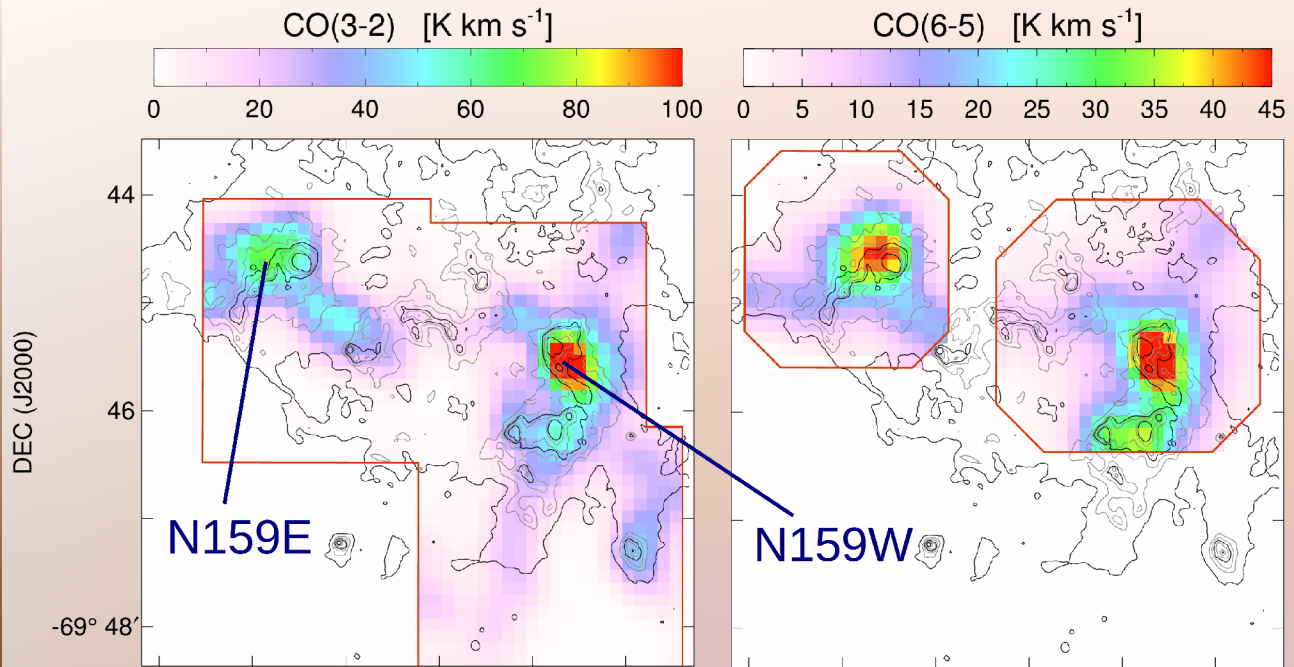 CO(3-2) [K km s⁻¹]
0 20 40 60 80 100
CO(6-5) [K km s⁻¹]
0 5 10 15 20 25 30 35 40 45
DEC (J2000)
44
46
-69° 48′
N159E
N159W